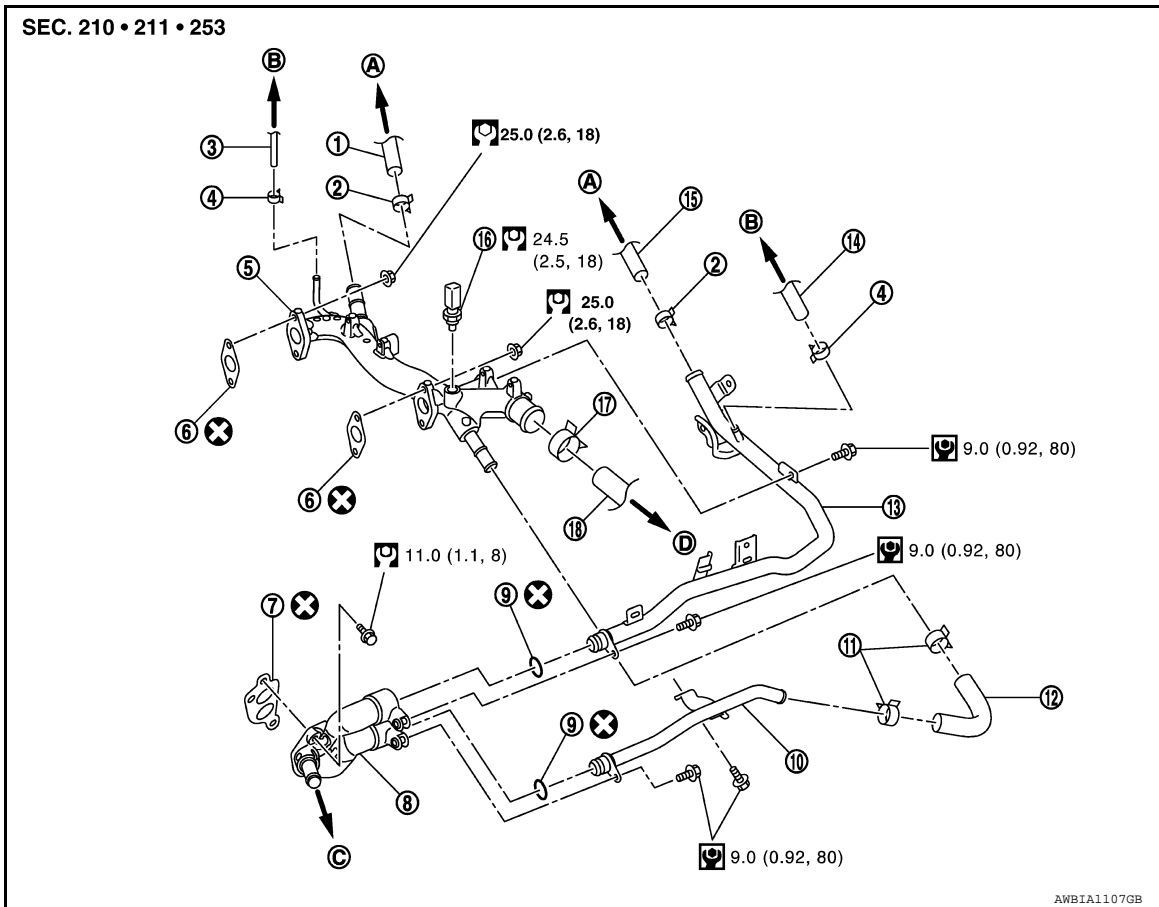 SEC. 210 • 211 • 253
B
A
3
1
25.0 (2.6, 18)
4
2
A
15
B
16
24.5
(2.5, 18)
14
5
2
25.0
(2.6, 18)
4
6
17
9.0 (0.92, 80)
6
18
13
D
11.0 (1.1, 8)
9.0 (0.92, 80)
7
9
11
12
9
10
8
C
9.0 (0.92, 80)
AWBIA1107GB